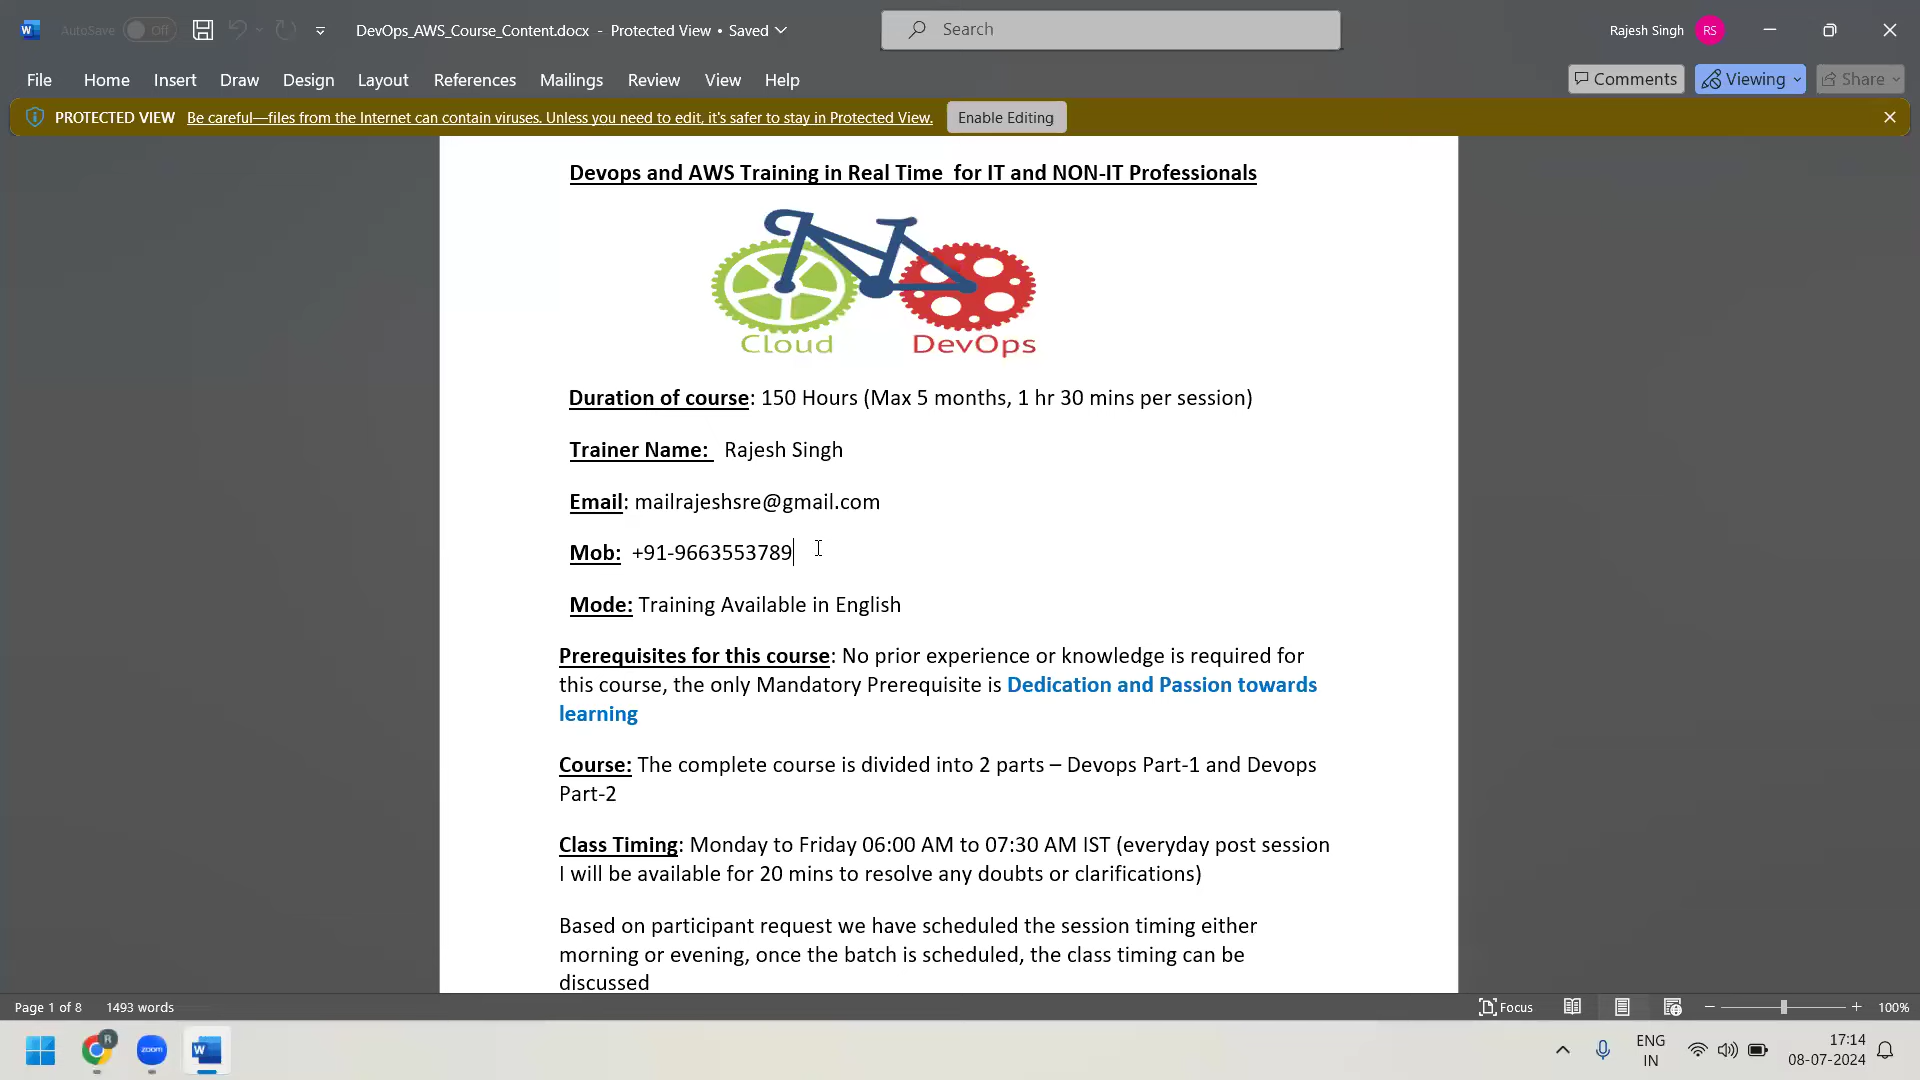 AutoSave Off
DevOps_AWS_Course_Content.docx - Protected View • Saved
Search
Rajesh Singh RS
File Home Insert Draw Design Layout References Mailings Review View Help
Comments Viewing Share
PROTECTED VIEW Be careful—files from the Internet can contain viruses. Unless you need to edit, it's safer to stay in Protected View. Enable Editing
Devops and AWS Training in Real Time for IT and NON-IT Professionals
Cloud DevOps
Duration of course: 150 Hours (Max 5 months, 1 hr 30 mins per session)
Trainer Name: Rajesh Singh
Email: mailrajeshsre@gmail.com
Mob: +91-9663553789
Mode: Training Available in English
Prerequisites for this course: No prior experience or knowledge is required for
this course, the only Mandatory Prerequisite is Dedication and Passion towards
learning
Course: The complete course is divided into 2 parts – Devops Part-1 and Devops
Part-2
Class Timing: Monday to Friday 06:00 AM to 07:30 AM IST (everyday post session
I will be available for 20 mins to resolve any doubts or clarifications)
Based on participant request we have scheduled the session timing either
morning or evening, once the batch is scheduled, the class timing can be
discussed
Page 1 of 8 1493 words
Focus
100%
R
zoom
W
ENG
IN
17:14
08-07-2024